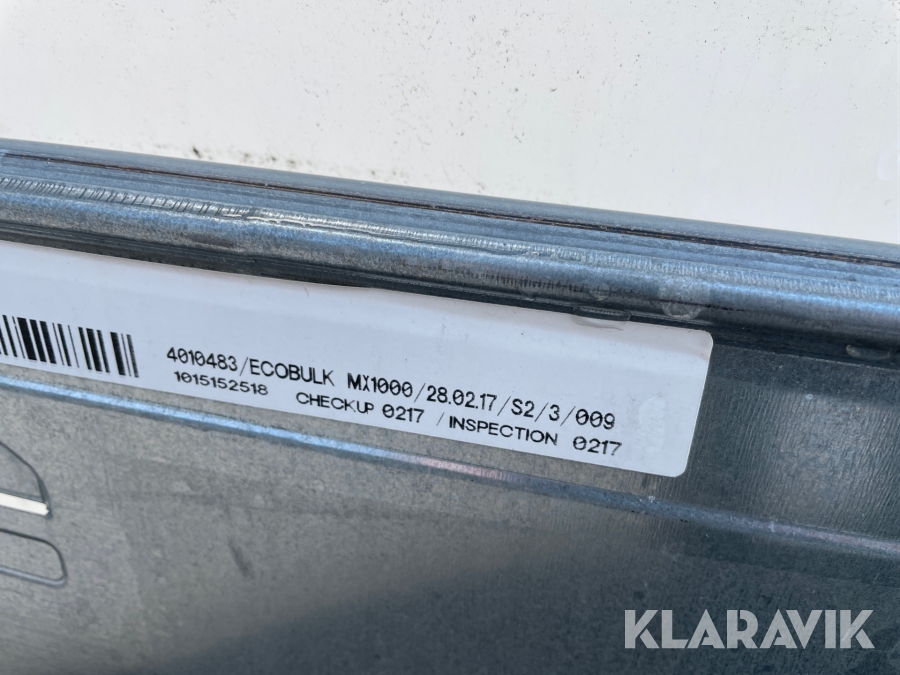 4010483/ECOBULK MX1000/28.02.17/S2/3/009
1015152518 CHECKUP 0217 /INSPECTION 0217
KLARAVIK